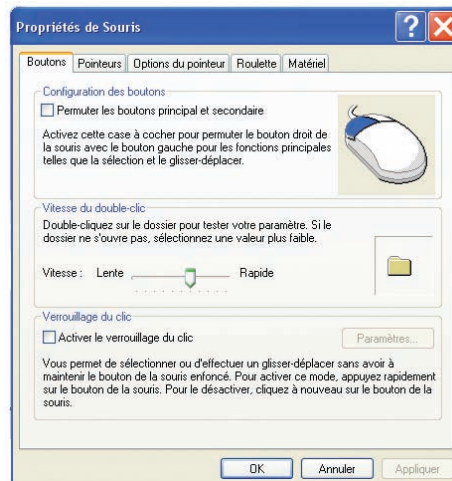 Propriétés de Souris
Boutons Pointeurs Options du pointeur Roulette Matériel
Configuration des boutons
Permuter les boutons principal et secondaire
Activez cette case à cocher pour permuter le bouton droit de
la souris avec le bouton gauche pour les fonctions principales
telles que la sélection et le glisser-déplacer.
Vitesse du double-clic
Double-cliquez sur le dossier pour tester votre paramètre. Si le
dossier ne s'ouvre pas, sélectionnez une valeur plus faible.
Vitesse : Lente Rapide
Verrouillage du clic
Activer le verrouillage du clic Paramètres...
Vous permet de sélectionner ou d'effectuer un glisser-déplacer sans avoir à
maintenir le bouton de la souris enfoncé. Pour activer ce mode, appuyez rapidement
sur le bouton de la souris. Pour le désactiver, cliquez à nouveau sur le bouton de la
souris.
OK Annuler Appliquer